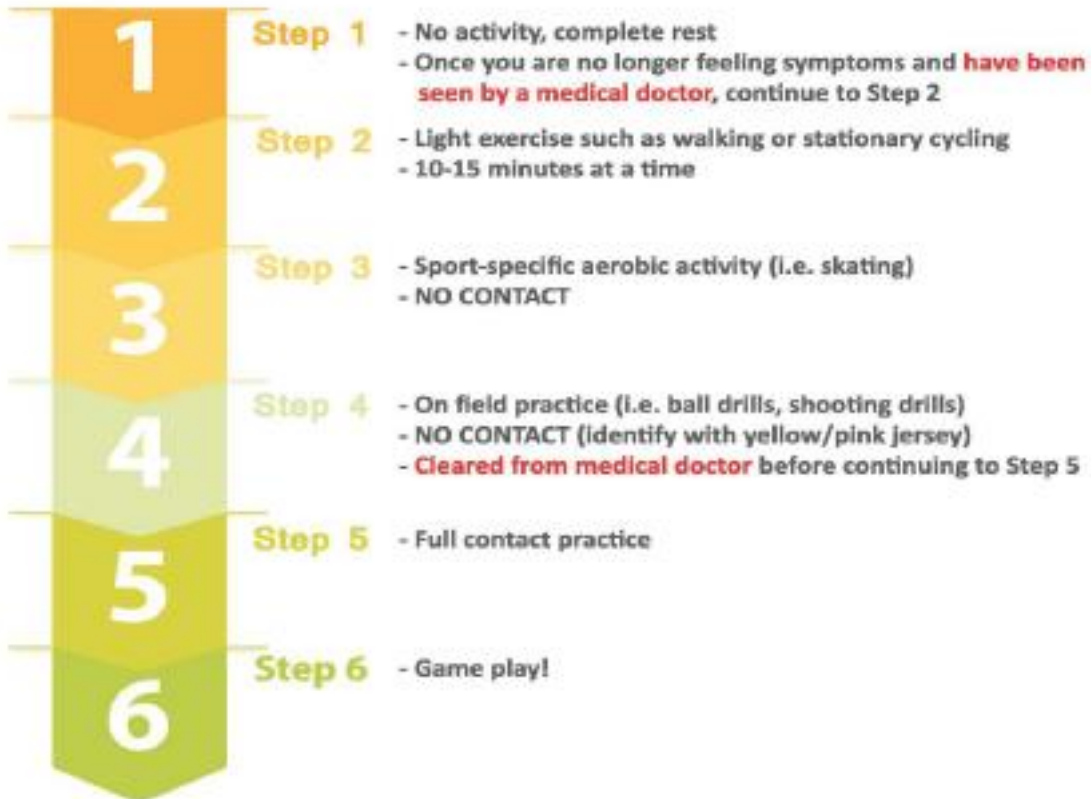 1
Step 1
- No activity, complete rest
- Once you are no longer feeling symptoms and have been
seen by a medical doctor, continue to Step 2
2
Step 2
- Light exercise such as walking or stationary cycling
- 10-15 minutes at a time
3
Step 3
- Sport-specific aerobic activity (i.e. skating)
- NO CONTACT
4
Step 4
- On field practice (i.e. ball drills, shooting drills)
- NO CONTACT (identify with yellow/pink jersey)
- Cleared from medical doctor before continuing to Step 5
5
Step 5
- Full contact practice
6
Step 6
- Game play!